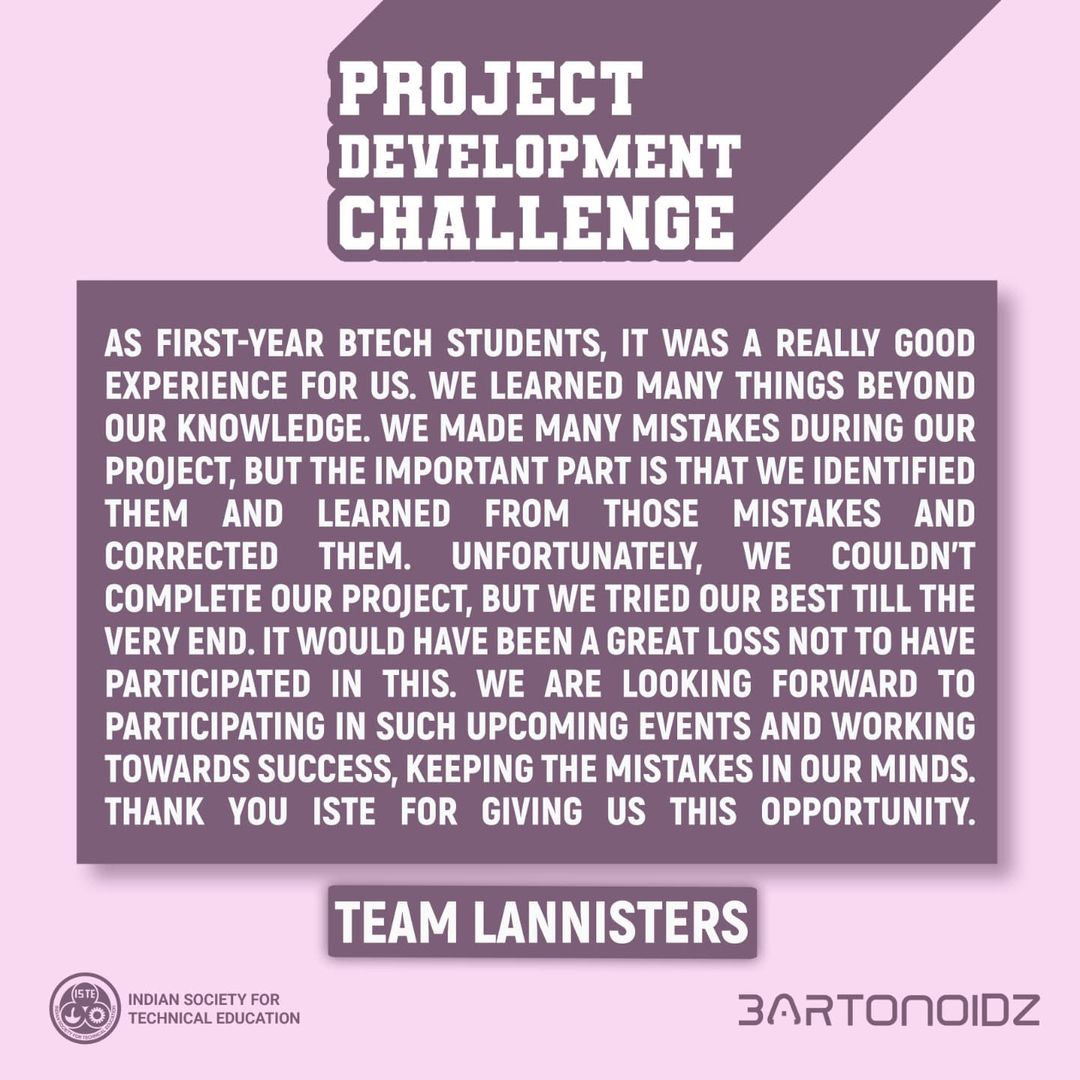 PROJECT
DEVELOPMENT
CHALLENGE
AS FIRST-YEAR BTECH STUDENTS, IT WAS A REALLY GOOD
EXPERIENCE FOR US. WE LEARNED MANY THINGS BEYOND
OUR KNOWLEDGE. WE MADE MANY MISTAKES DURING OUR
PROJECT, BUT THE IMPORTANT PART IS THAT WE IDENTIFIED
THEM AND LEARNED FROM THOSE MISTAKES AND
CORRECTED THEM. UNFORTUNATELY, WE COULDN'T
COMPLETE OUR PROJECT, BUT WE TRIED OUR BEST TILL THE
VERY END. IT WOULD HAVE BEEN A GREAT LOSS NOT TO HAVE
PARTICIPATED IN THIS. WE ARE LOOKING FORWARD TO
PARTICIPATING IN SUCH UPCOMING EVENTS AND WORKING
TOWARDS SUCCESS, KEEPING THE MISTAKES IN OUR MINDS.
THANK YOU ISTE FOR GIVING US THIS OPPORTUNITY.
TEAM LANNISTERS
ISTE
INDIAN SOCIETY FOR
TECHNICAL EDUCATION
BARTONOIDZ